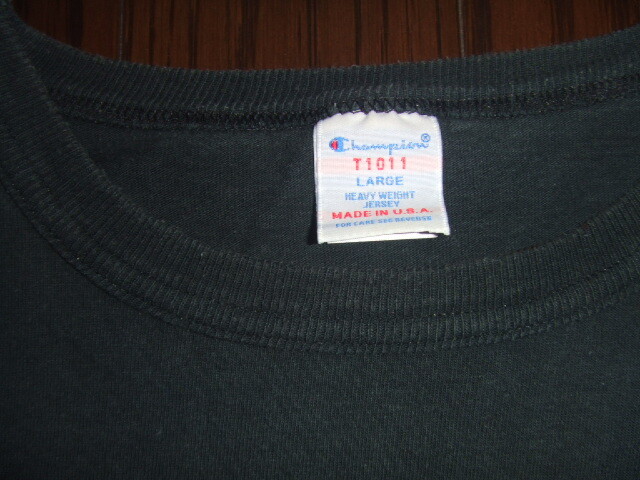 Champion®
T1011
LARGE
HEAVY WEIGHT
JERSEY
MADE IN U.S.A.
FOR CARE SEE REVERSE